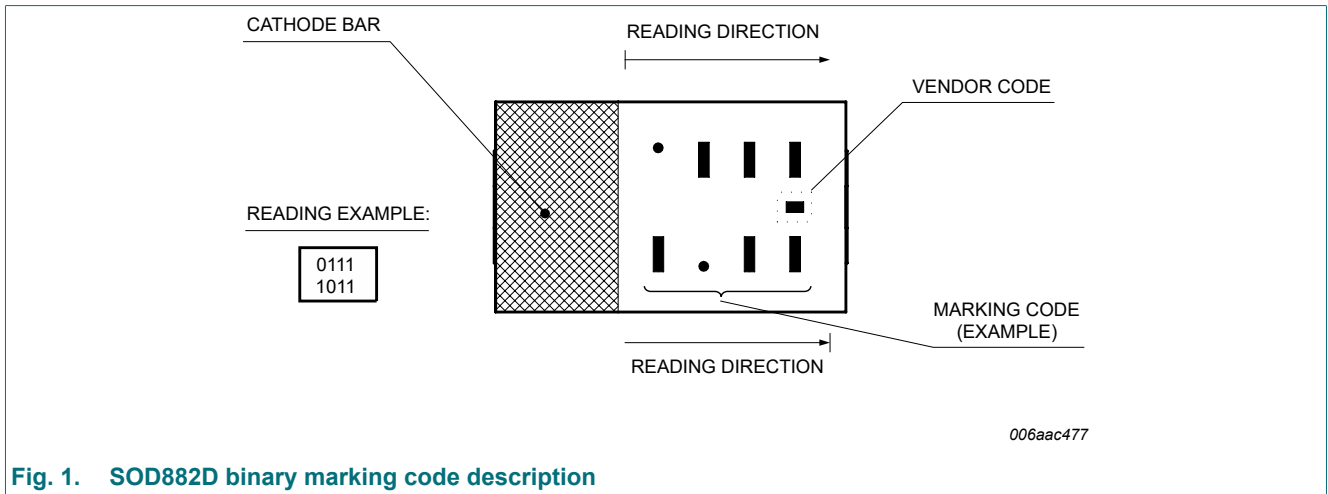 CATHODE BAR
READING DIRECTION
VENDOR CODE
READING EXAMPLE:
0111
1011
MARKING CODE
(EXAMPLE)
READING DIRECTION
006aac477
Fig. 1. SOD882D binary marking code description